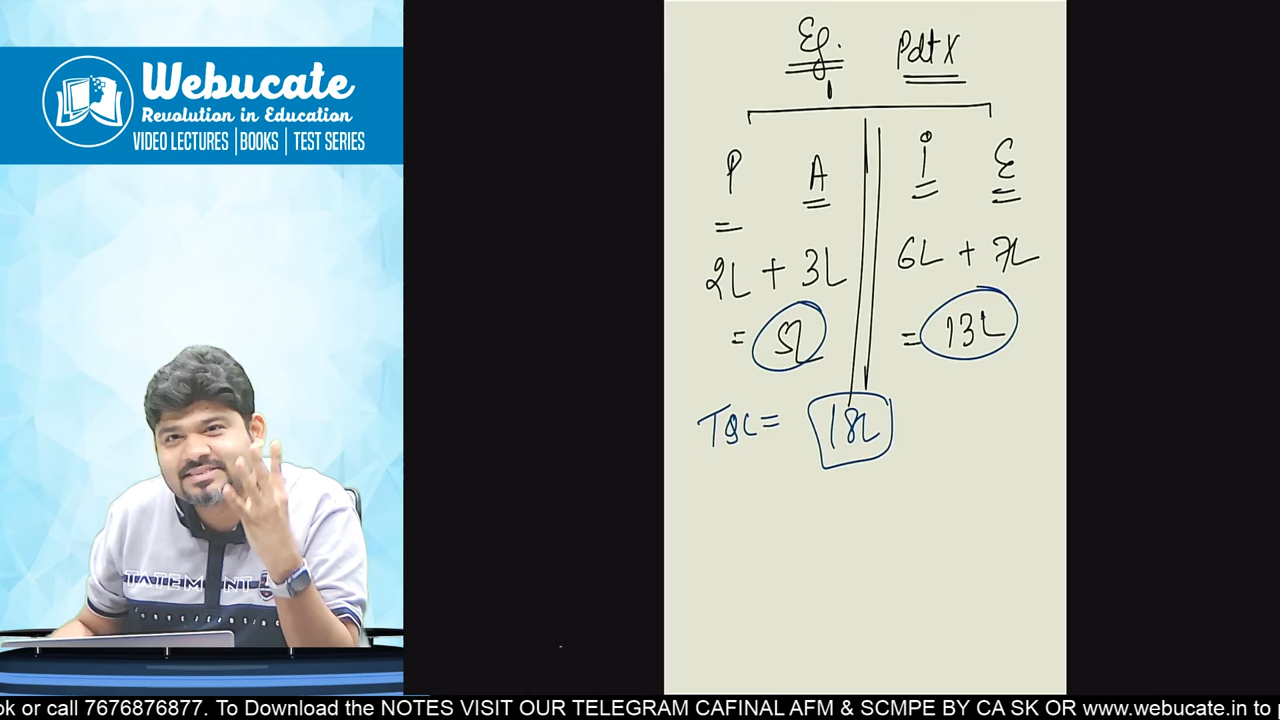 Webucate
Revolution in Education
VIDEO LECTURES | BOOKS | TEST SERIES
Eg. Pdt X
P A i E
2L + 3L 6L + 7L
= 5L = 13L
TQC = 18L
TATEMENT
ok or call 7676876877. To Download the NOTES VISIT OUR TELEGRAM CAFINAL AFM & SCMPE BY CA SK OR www.webucate.in to